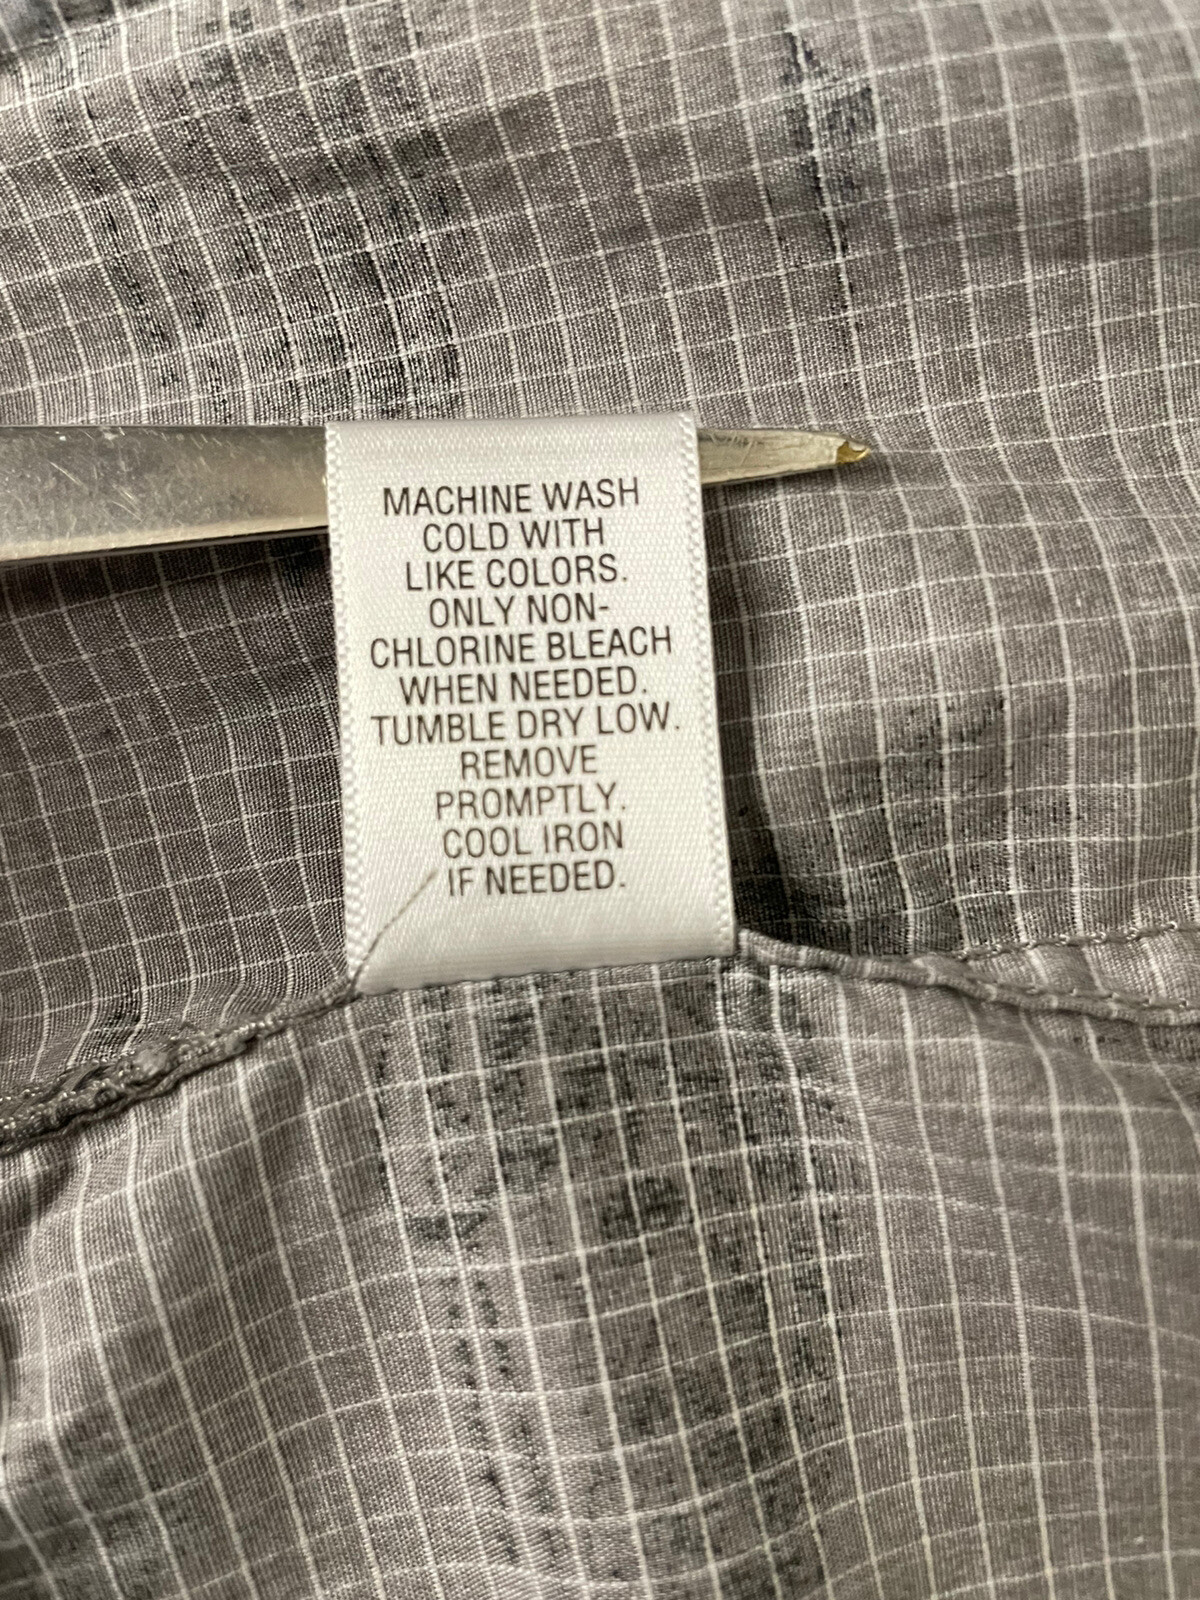 MACHINE WASH
COLD WITH
LIKE COLORS.
ONLY NON-
CHLORINE BLEACH
WHEN NEEDED.
TUMBLE DRY LOW.
REMOVE
PROMPTLY.
COOL IRON
IF NEEDED.